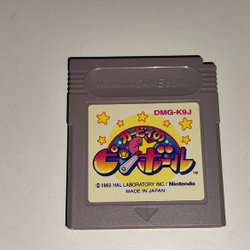 Nintendo GAME BOY
DMG-K9J
カービィの
ピンボール
TM
© 1993 HAL LABORATORY INC./ Nintendo
MADE IN JAPAN